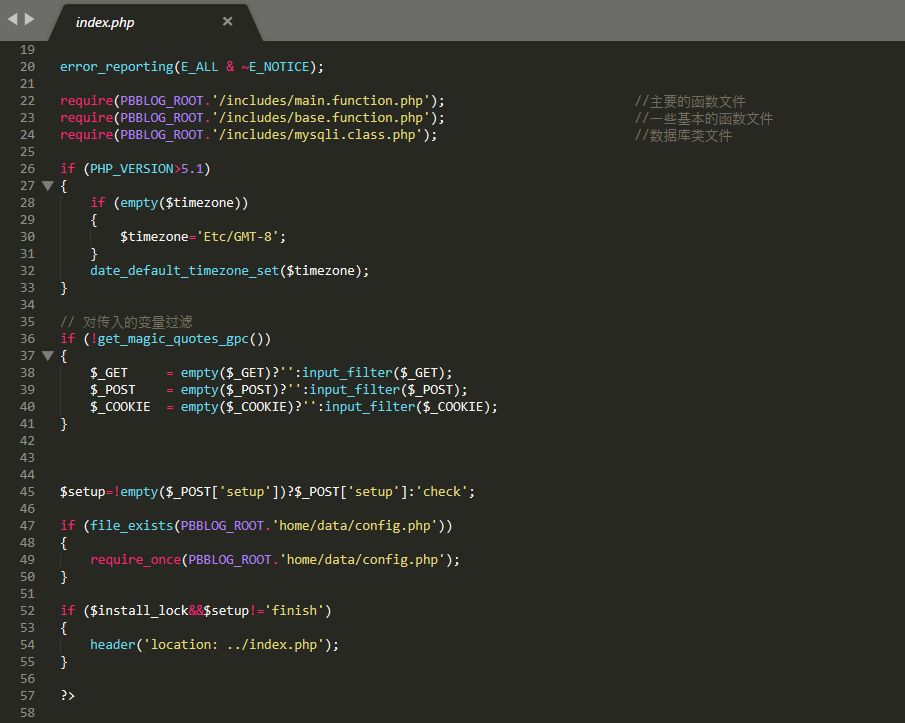 index.php
19
20 error_reporting(E_ALL & ~E_NOTICE);
21
22 require(PBBLOG_ROOT.'/includes/main.function.php'); //主要的函数文件
23 require(PBBLOG_ROOT.'/includes/base.function.php'); //一些基本的函数文件
24 require(PBBLOG_ROOT.'/includes/mysqli.class.php'); //数据库类文件
25
26 if (PHP_VERSION>5.1)
27 {
28 if (empty($timezone))
29 {
30 $timezone='Etc/GMT-8';
31 }
32 date_default_timezone_set($timezone);
33 }
34
35 // 对传入的变量过滤
36 if (!get_magic_quotes_gpc())
37 {
38 $_GET = empty($_GET)?'':input_filter($_GET);
39 $_POST = empty($_POST)?'':input_filter($_POST);
40 $_COOKIE = empty($_COOKIE)?'':input_filter($_COOKIE);
41 }
42
43
44
45 $setup=!empty($_POST['setup'])?$_POST['setup']:'check';
46
47 if (file_exists(PBBLOG_ROOT.'home/data/config.php'))
48 {
49 require_once(PBBLOG_ROOT.'home/data/config.php');
50 }
51
52 if ($install_lock&&$setup!='finish')
53 {
54 header('location: ../index.php');
55 }
56
57 ?>
58